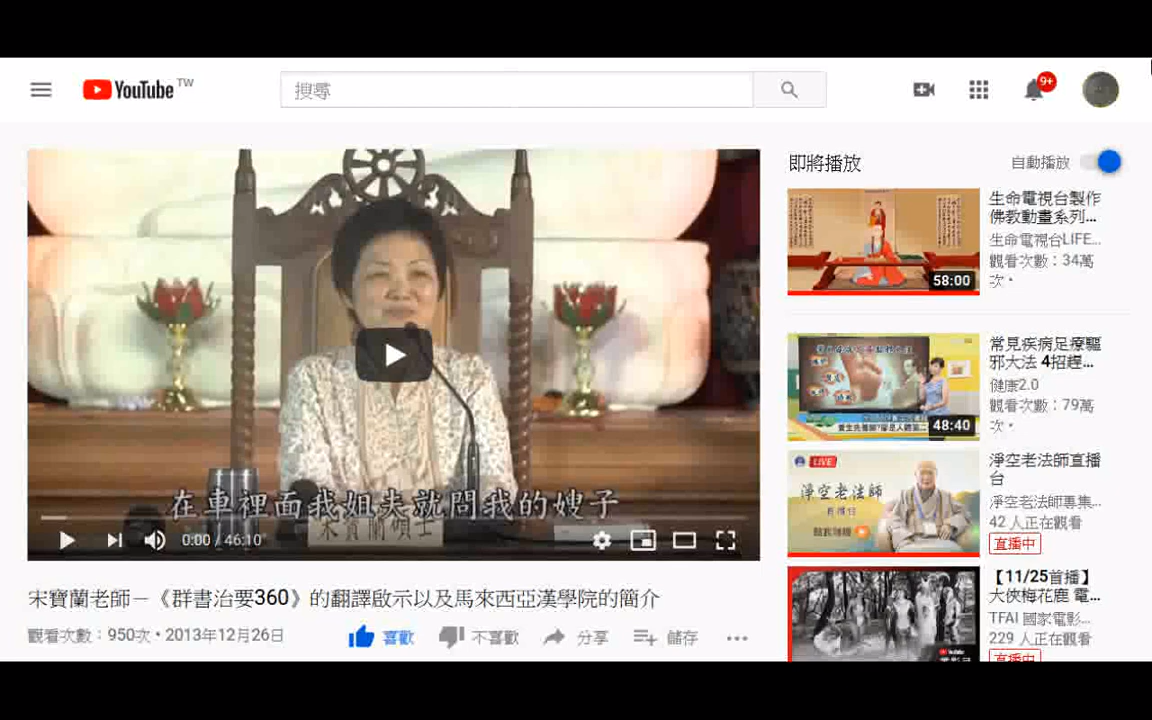 YouTube TW
搜尋
9+
在車裡面我姐夫就問我的嫂子
宋寶蘭碩士
0:00 / 46:10
宋寶蘭老師－《群書治要360》的翻譯啟示以及馬來西亞漢學院的簡介
觀看次數：950次 • 2013年12月26日
喜歡 不喜歡 分享 儲存
即將播放 自動播放
58:00
生命電視台製作
佛教動畫系列...
生命電視台LIFE...
觀看次數：34萬
次 •
48:40
常見疾病足療驅
邪大法 4招趕...
健康2.0
觀看次數：79萬
次 •
LIVE
淨空老法師
淨空老法師直播
台
淨空老法師專集...
42 人正在觀看
直播中
YouTube
【11/25首播】
大俠梅花鹿 電...
TFAI 國家電影...
229 人正在觀看
直播中